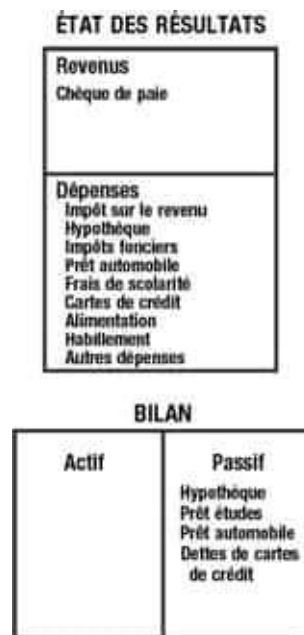 ÉTAT DES RÉSULTATS
Revenus
Chèque de paie
Dépenses
Impôt sur le revenu
Hypothèque
Impôts fonciers
Prêt automobile
Frais de scolarité
Cartes de crédit
Alimentation
Habillement
Autres dépenses
BILAN
Actif
Passif
Hypothèque
Prêt études
Prêt automobile
Dettes de cartes
de crédit